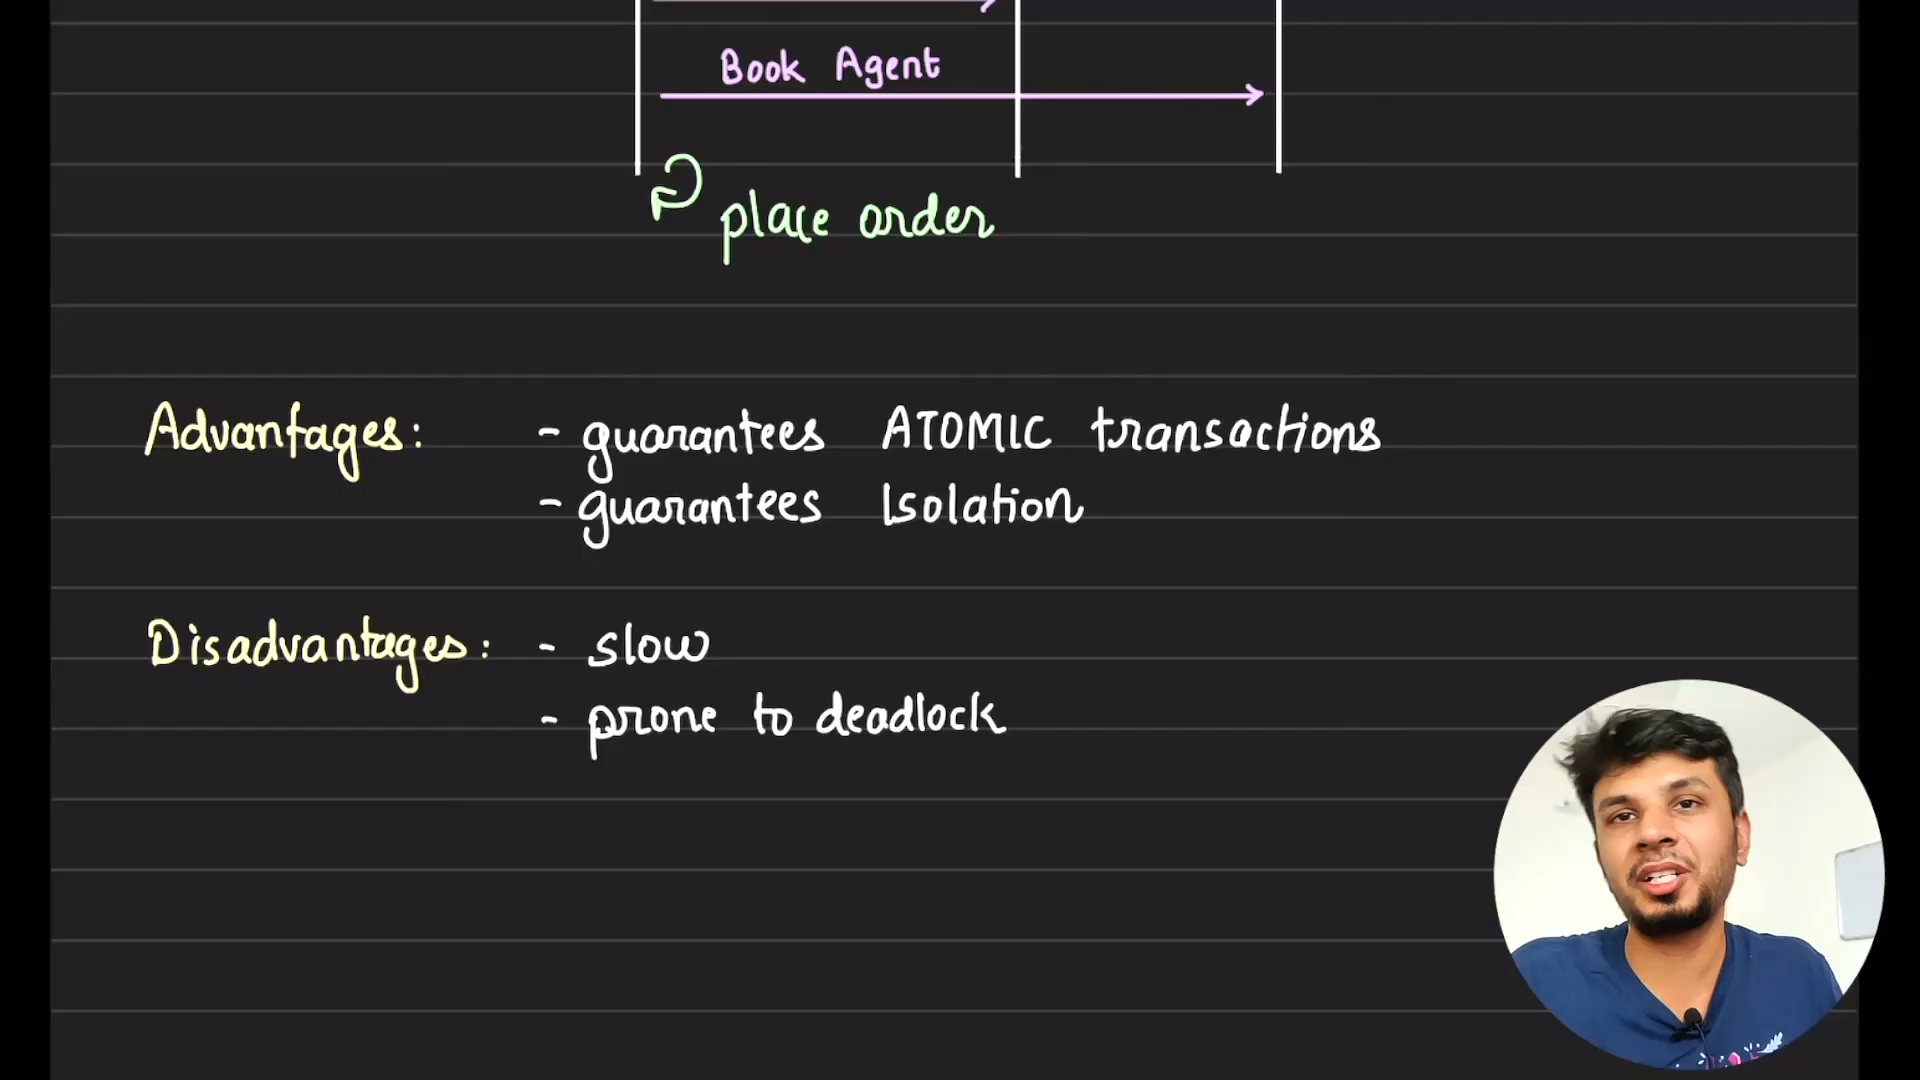 Book Agent
place order
Advantages: - guarantees ATOMIC transactions
- guarantees Isolation
Disadvantages: - slow
- prone to deadlock